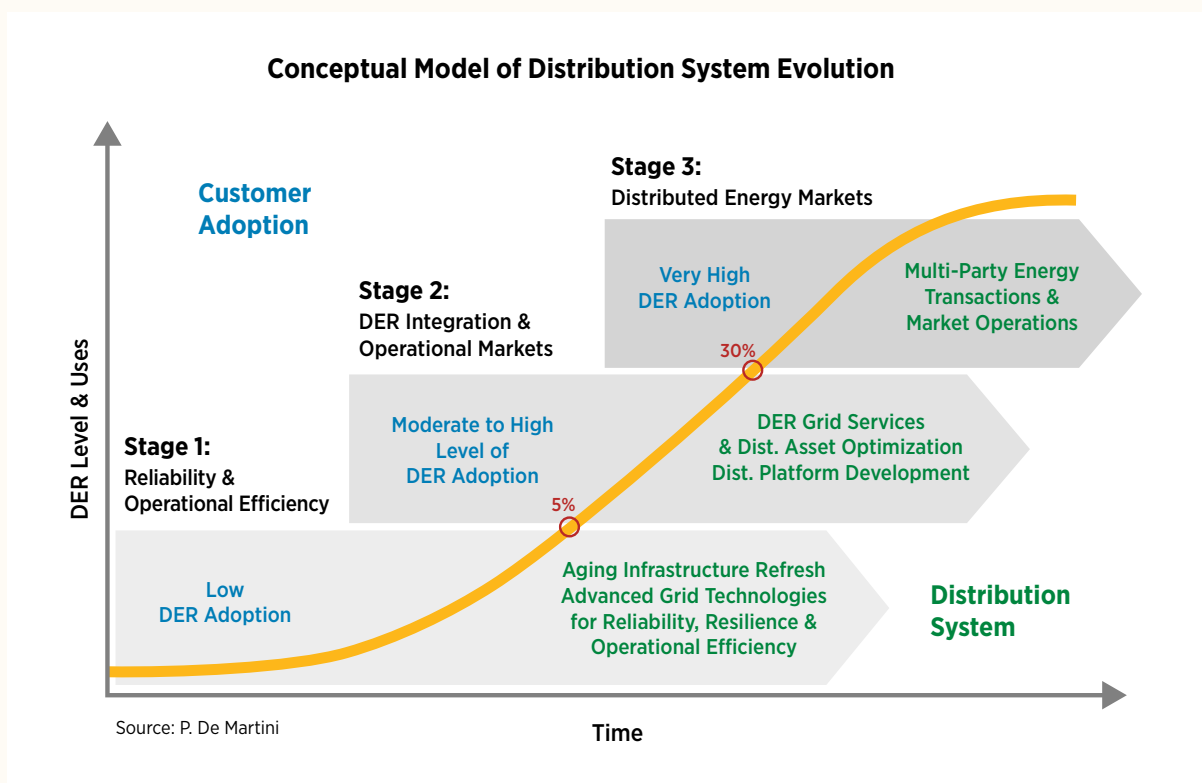 Conceptual Model of Distribution System Evolution
Customer
Adoption
Stage 3:
Distributed Energy Markets
Very High
DER Adoption
Multi-Party Energy
Transactions &
Market Operations
Stage 2:
DER Integration &
Operational Markets
30%
Moderate to High
Level of
DER Adoption
DER Grid Services
& Dist. Asset Optimization
Dist. Platform Development
Stage 1:
Reliability &
Operational Efficiency
5%
Low
DER Adoption
Aging Infrastructure Refresh
Advanced Grid Technologies
for Reliability, Resilience &
Operational Efficiency
Distribution
System
DER Level & Uses
Time
Source: P. De Martini